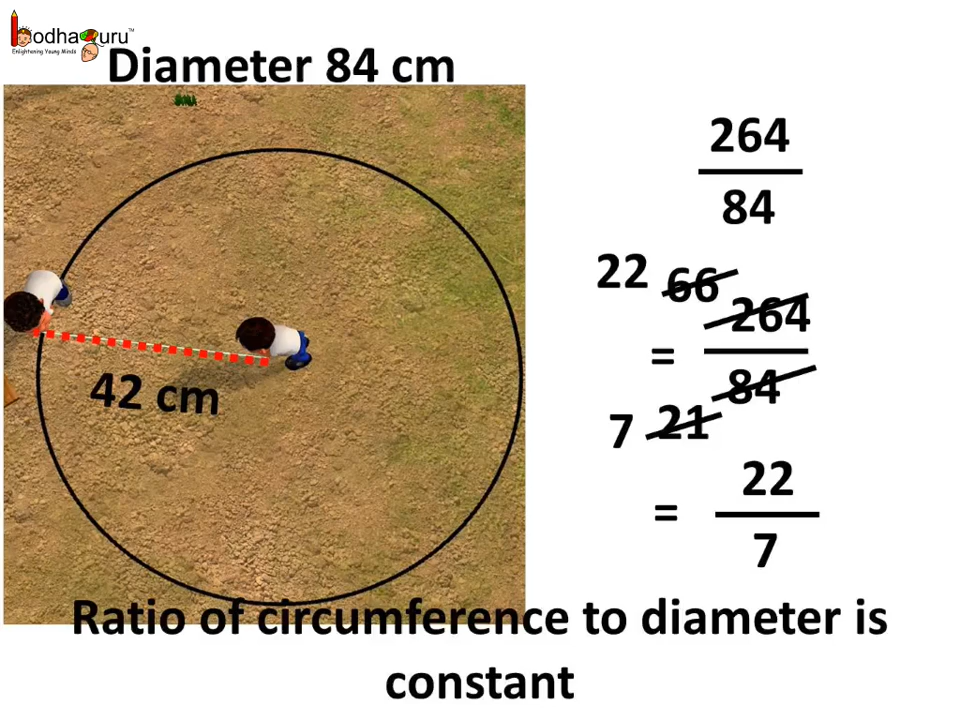 BodhaGuru™
Enlightening Young Minds
Diameter 84 cm
264
84
22 66 264
=
7 21 84
=
22
7
42 cm
Ratio of circumference to diameter is
constant